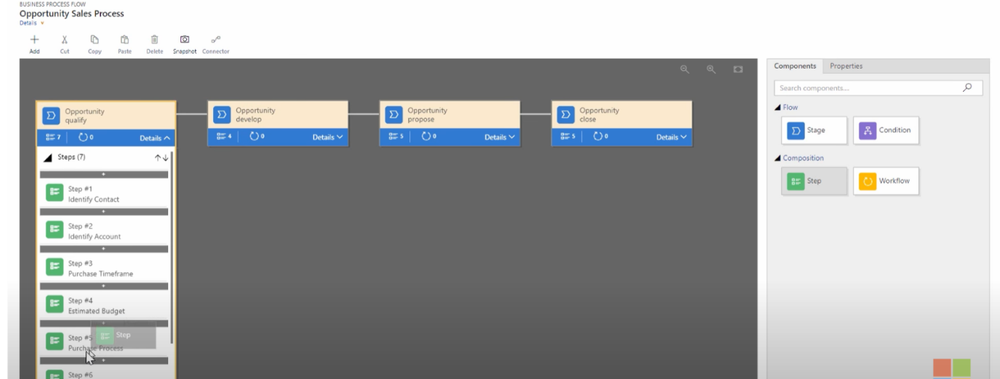 BUSINESS PROCESS FLOW
Opportunity Sales Process
Details
Add
Cut
Copy
Paste
Delete
Snapshot
Connector
Components
Properties
Search components...
Flow
Stage
Condition
Composition
Step
Workflow
Opportunity
qualify
7
0
Details
Opportunity
develop
4
0
Details
Opportunity
propose
5
0
Details
Opportunity
close
5
0
Details
Steps (7)
Step #1
Identify Contact
Step #2
Identify Account
Step #3
Purchase Timeframe
Step #4
Estimated Budget
Step #5
Purchase Process
Step
Step #6